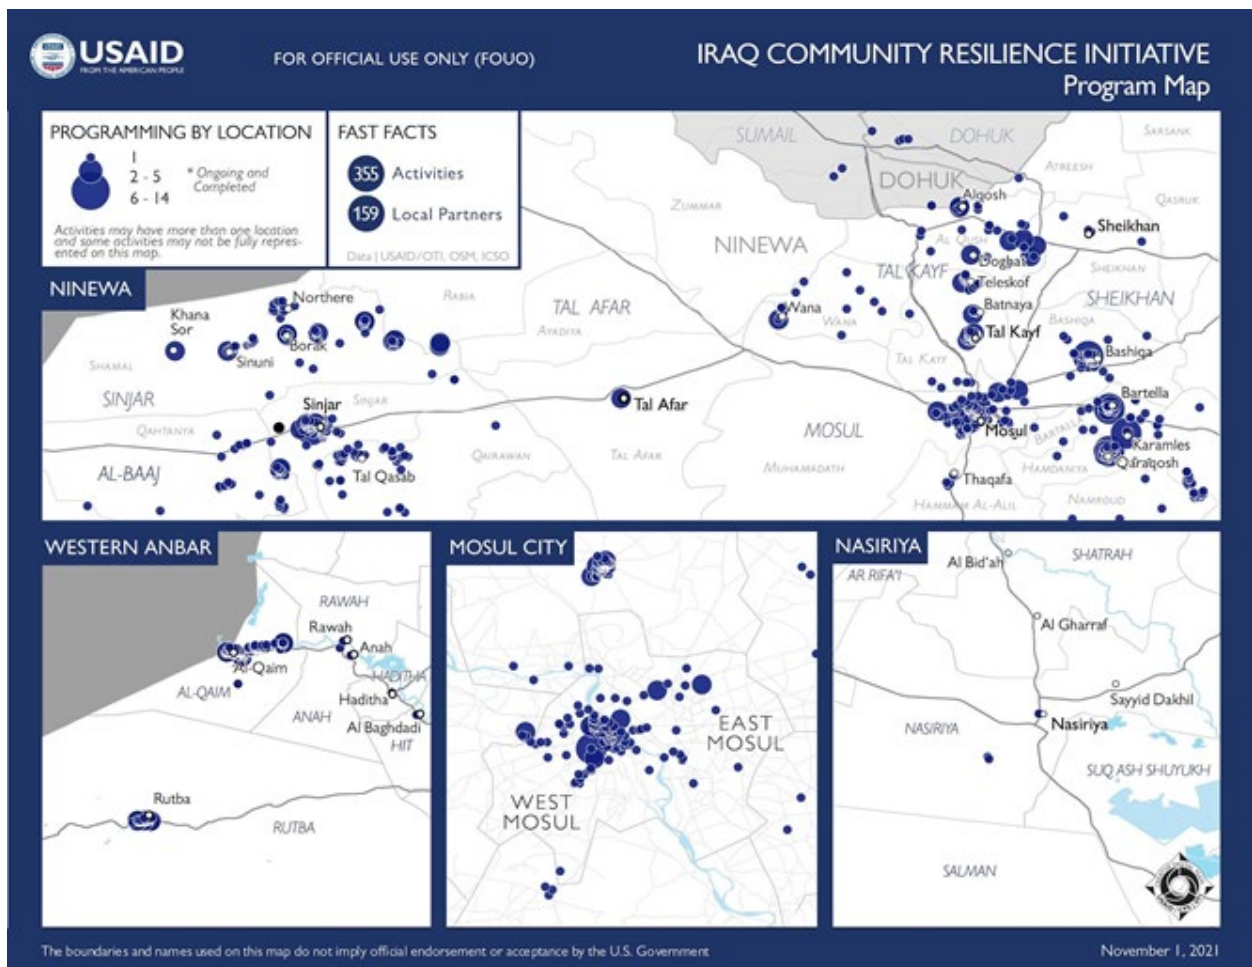 USAID
FROM THE AMERICAN PEOPLE
FOR OFFICIAL USE ONLY (FOUO)
IRAQ COMMUNITY RESILIENCE INITIATIVE
Program Map
PROGRAMMING BY LOCATION
1
2 - 5
6 - 14
* Ongoing and
Completed
Activities may have more than one location
and some activities may not be fully repres-
ented on this map.
FAST FACTS
355 Activities
159 Local Partners
Data | USAID/OTI, OSM, ICSO
NINEWA
SUMAIL
DOHUK
SARSANK
ATREESH
DOHUK
QASRUK
ZUMMAR
Alqosh
Sheikhan
NINEWA
AL QUSH
TAL KAYF
Doghat
SHEIKHAN
Teleskof
SHEIKHAN
Batnaya
Northere
RABIA
TAL AFAR
Wana
WANA
BASHIQA
Khana
Sor
AYADIYA
Tal Kayf
Borak
Sinuni
TAL KAYF
Bashiqa
SHAMAL
SINJAR
Sinjar
SINJAR
Tal Afar
Bartella
QAHTANYA
MOSUL
Mosul
BARTALLA
Karamles
QAIRAWAN
TAL AFAR
MUHAMADATH
HAMDANIYA
Qaraqosh
AL-BAAJ
Tal Qasab
Thaqafa
HAMMAM AL-ALIL
NAMROUD
WESTERN ANBAR
RAWAH
Rawah
Anah
Al-Qaim
HADITHA
AL-QAIM
Haditha
ANAH
Al Baghdadi
HIT
Rutba
RUTBA
MOSUL CITY
EAST
MOSUL
WEST
MOSUL
NASIRIYA
Al Bid'ah
SHATRAH
AR RIFA'I
Al Gharraf
Sayyid Dakhil
NASIRIYA
Nasiriya
SUQ ASH SHUYUKH
SALMAN
The boundaries and names used on this map do not imply official endorsement or acceptance by the U.S. Government
November 1, 2021